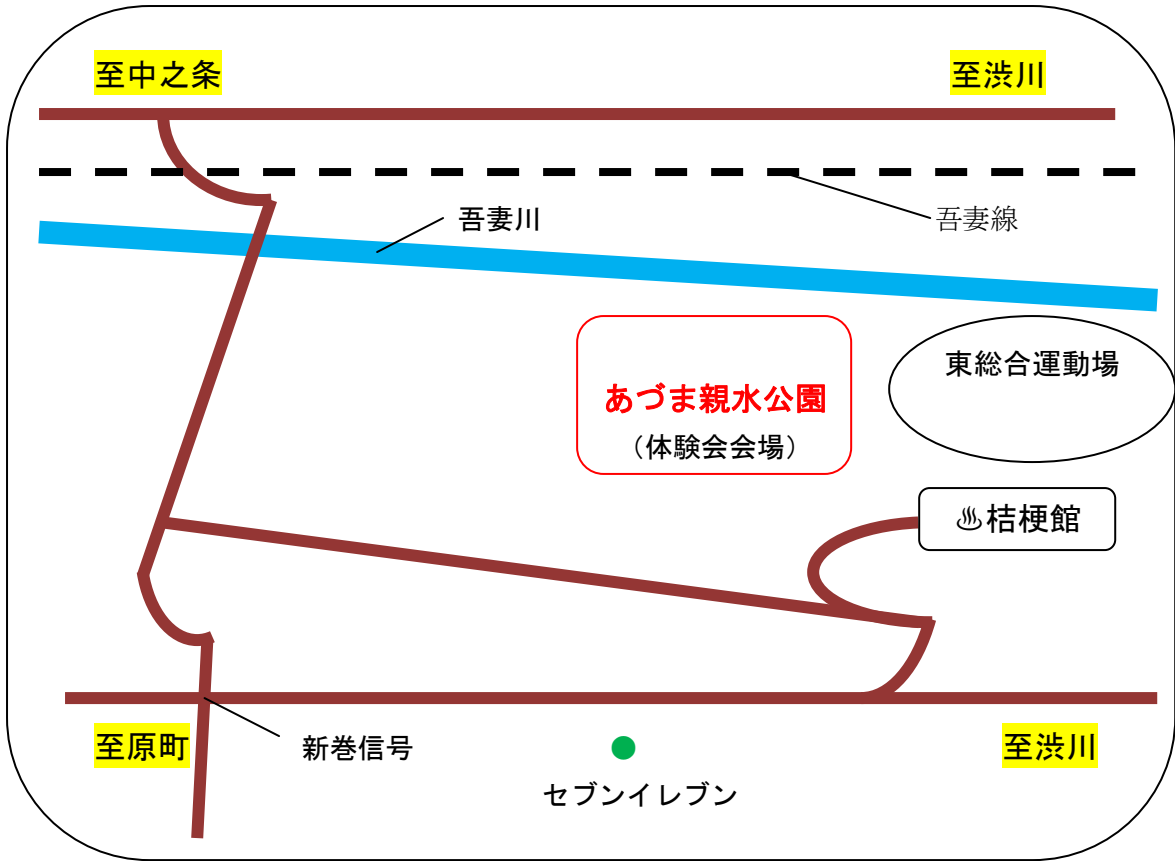 至中之条
至渋川
吾妻川
吾妻線
東総合運動場
あづま親水公園
（体験会会場）
♨桔梗館
至原町
新巻信号
至渋川
セブンイレブン